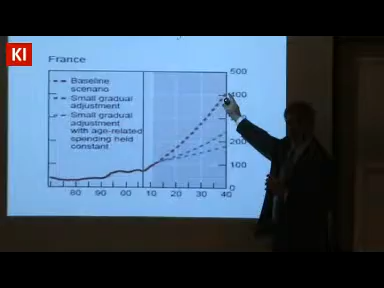 KI
France
Baseline
scenario
Small gradual
adjustment
Small gradual
adjustment
with age-related
spending held
constant
500
400
300
200
100
0
80 90 00 10 20 30 40